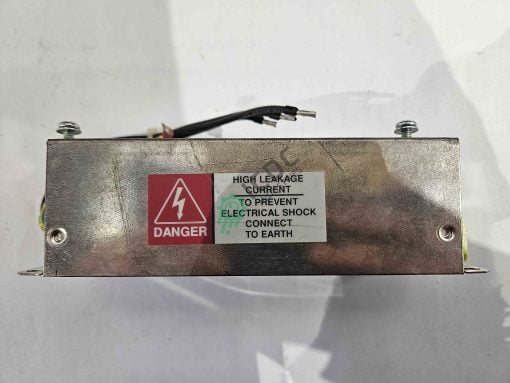 DANGER
HIGH LEAKAGE
CURRENT
TO PREVENT
ELECTRICAL SHOCK
CONNECT
TO EARTH